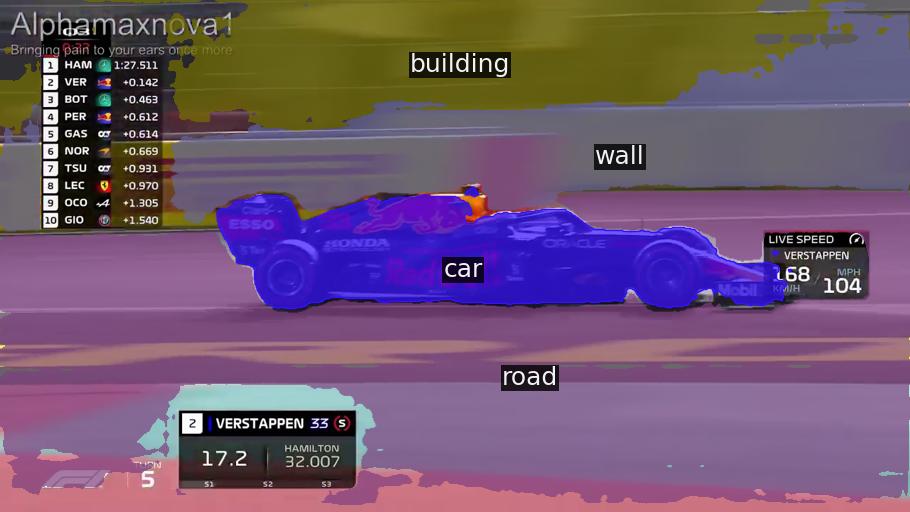 Alphamaxnova1
Bringing pain to your ears once more
Q3
1 HAM 1:27.511
2 VER +0.142
3 BOT +0.463
4 PER +0.612
5 GAS +0.614
6 NOR +0.669
7 TSU +0.931
8 LEC +0.970
9 OCO +1.305
10 GIO +1.540
building
wall
ESSO
HONDA
ORACLE
car
Mobil
LIVE SPEED
VERSTAPPEN
168 MPH
KM/H 104
road
2 VERSTAPPEN 33 S
17.2 HAMILTON
32.007
S1 S2 S3
F1 TURN
5